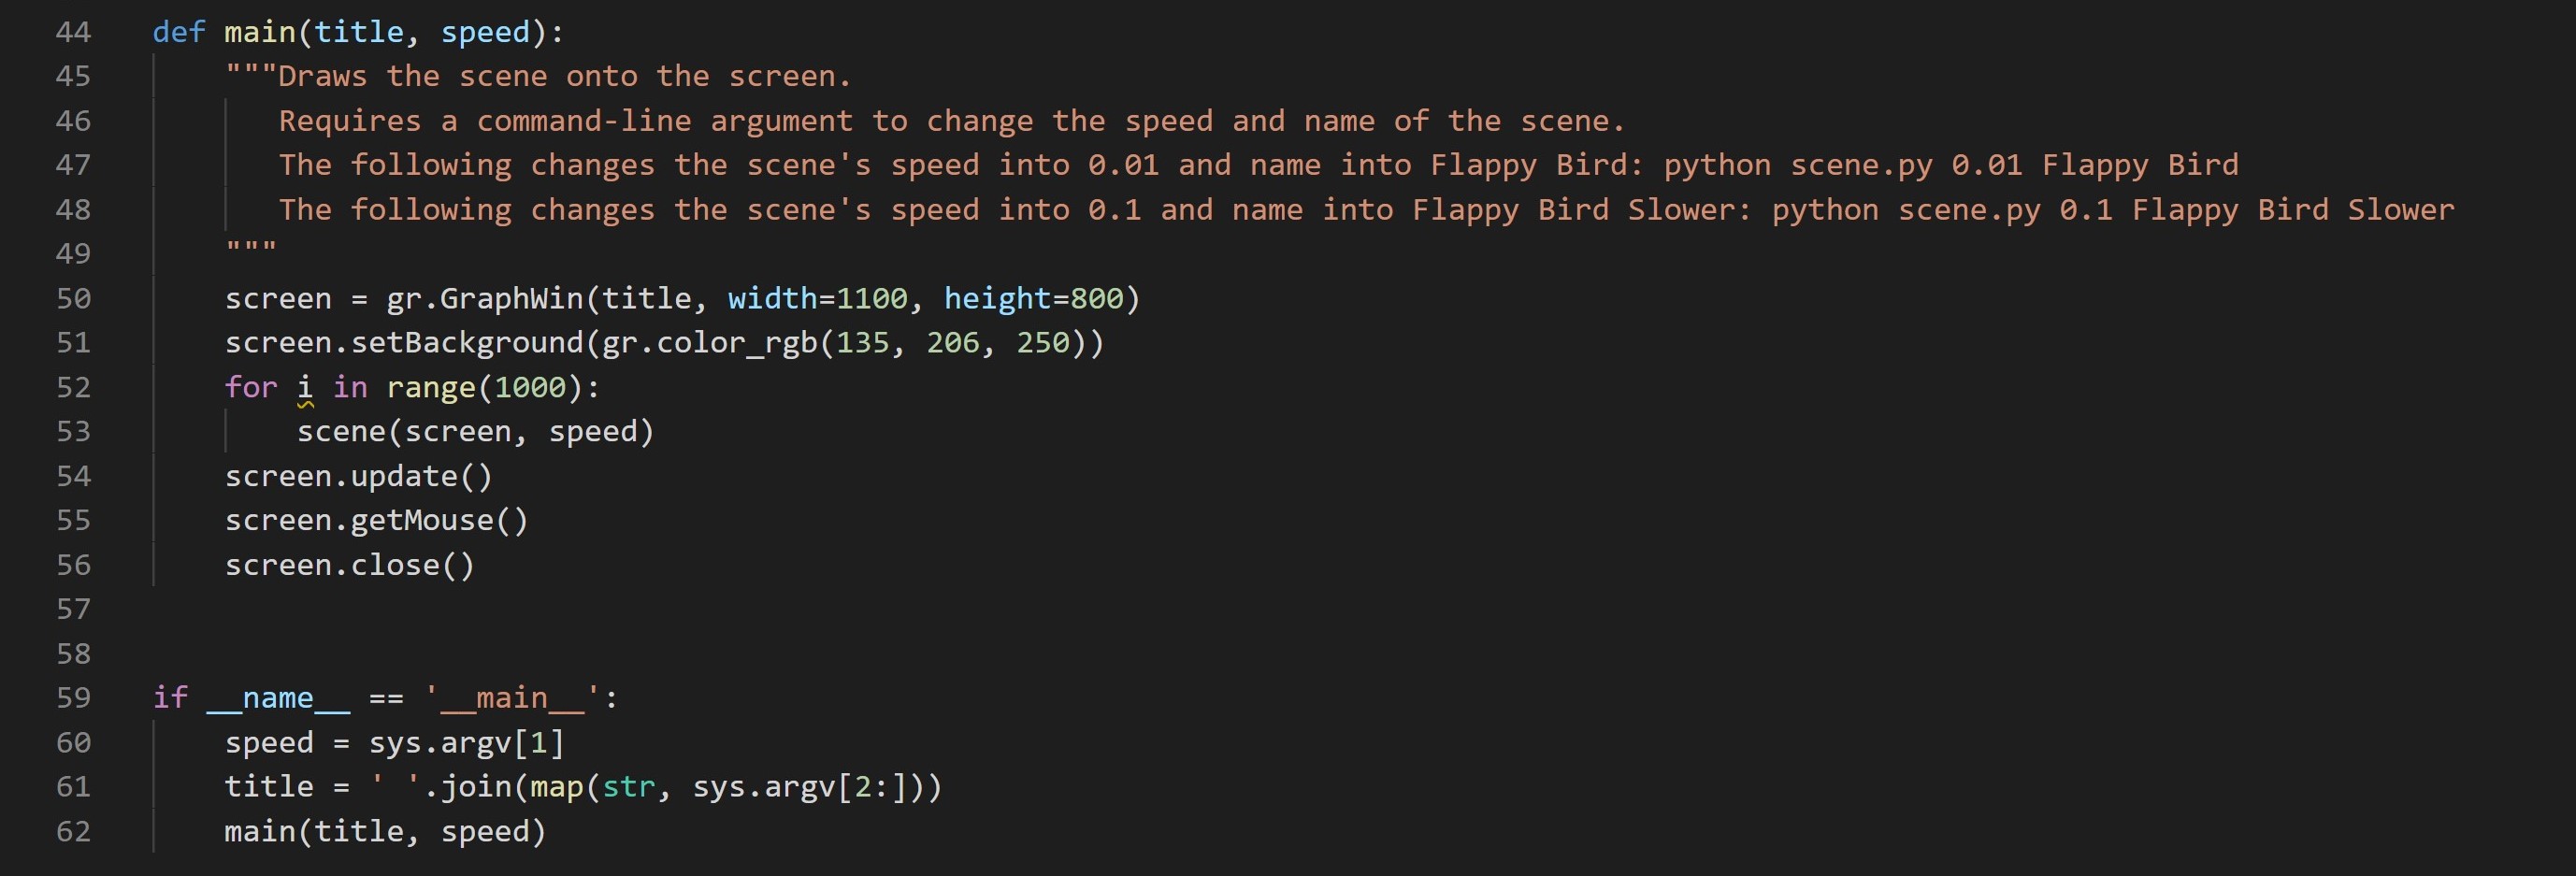 44 def main(title, speed):
45     """Draws the scene onto the screen.
46        Requires a command-line argument to change the speed and name of the scene.
47        The following changes the scene's speed into 0.01 and name into Flappy Bird: python scene.py 0.01 Flappy Bird
48        The following changes the scene's speed into 0.1 and name into Flappy Bird Slower: python scene.py 0.1 Flappy Bird Slower
49     """
50     screen = gr.GraphWin(title, width=1100, height=800)
51     screen.setBackground(gr.color_rgb(135, 206, 250))
52     for i in range(1000):
53         scene(screen, speed)
54     screen.update()
55     screen.getMouse()
56     screen.close()
57
58
59 if __name__ == '__main__':
60     speed = sys.argv[1]
61     title = ' '.join(map(str, sys.argv[2:]))
62     main(title, speed)